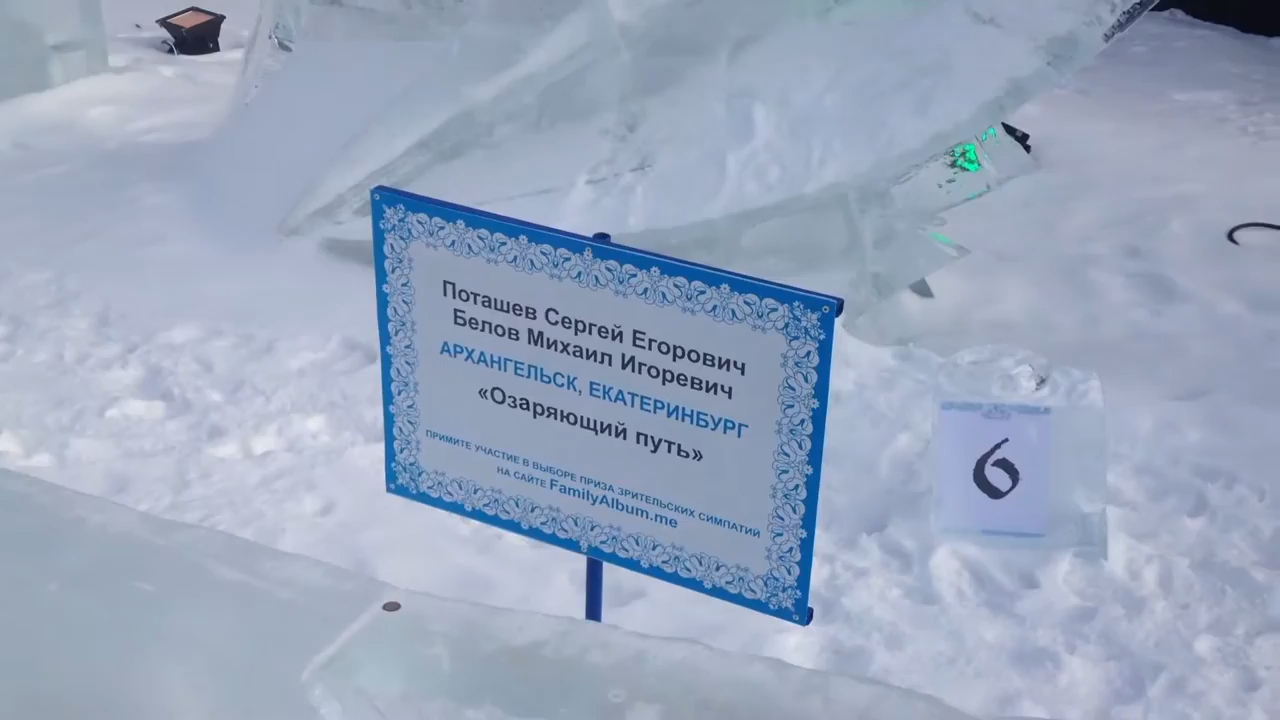 Поташев Сергей Егорович
Белов Михаил Игоревич
АРХАНГЕЛЬСК, ЕКАТЕРИНБУРГ
«Озаряющий путь»
ПРИМИТЕ УЧАСТИЕ В ВЫБОРЕ ПРИЗА ЗРИТЕЛЬСКИХ СИМПАТИЙ
НА САЙТЕ FamilyAlbum.me
6